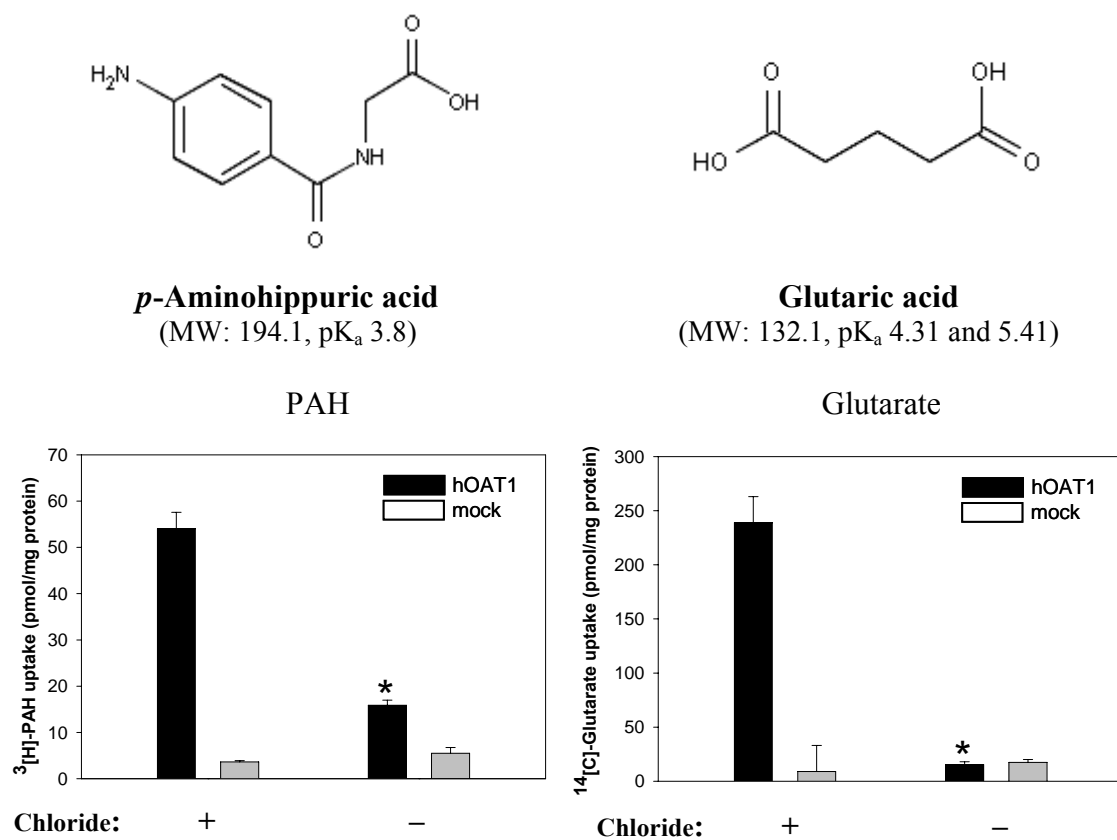 O
H₂N
OH
NH
O
p-Aminohippuric acid
(MW: 194.1, pKₐ 3.8)
O
OH
HO
O
Glutaric acid
(MW: 132.1, pKₐ 4.31 and 5.41)
PAH
³[H]-PAH uptake (pmol/mg protein)
70
60
50
40
30
20
10
0
hOAT1
mock
*
Chloride: + −
Glutarate
¹⁴[C]-Glutarate uptake (pmol/mg protein)
300
250
200
150
100
50
0
hOAT1
mock
*
Chloride: + −